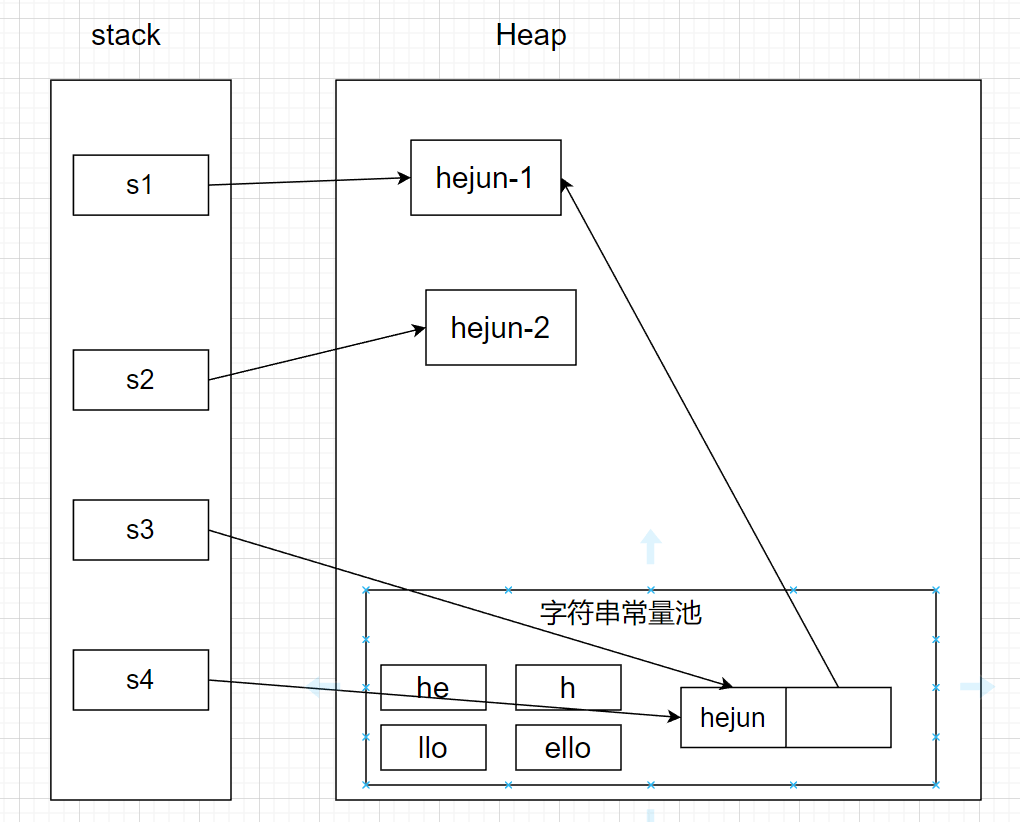 stack
Heap
s1
hejun-1
s2
hejun-2
s3
字符串常量池
s4
he
h
hejun
llo
ello